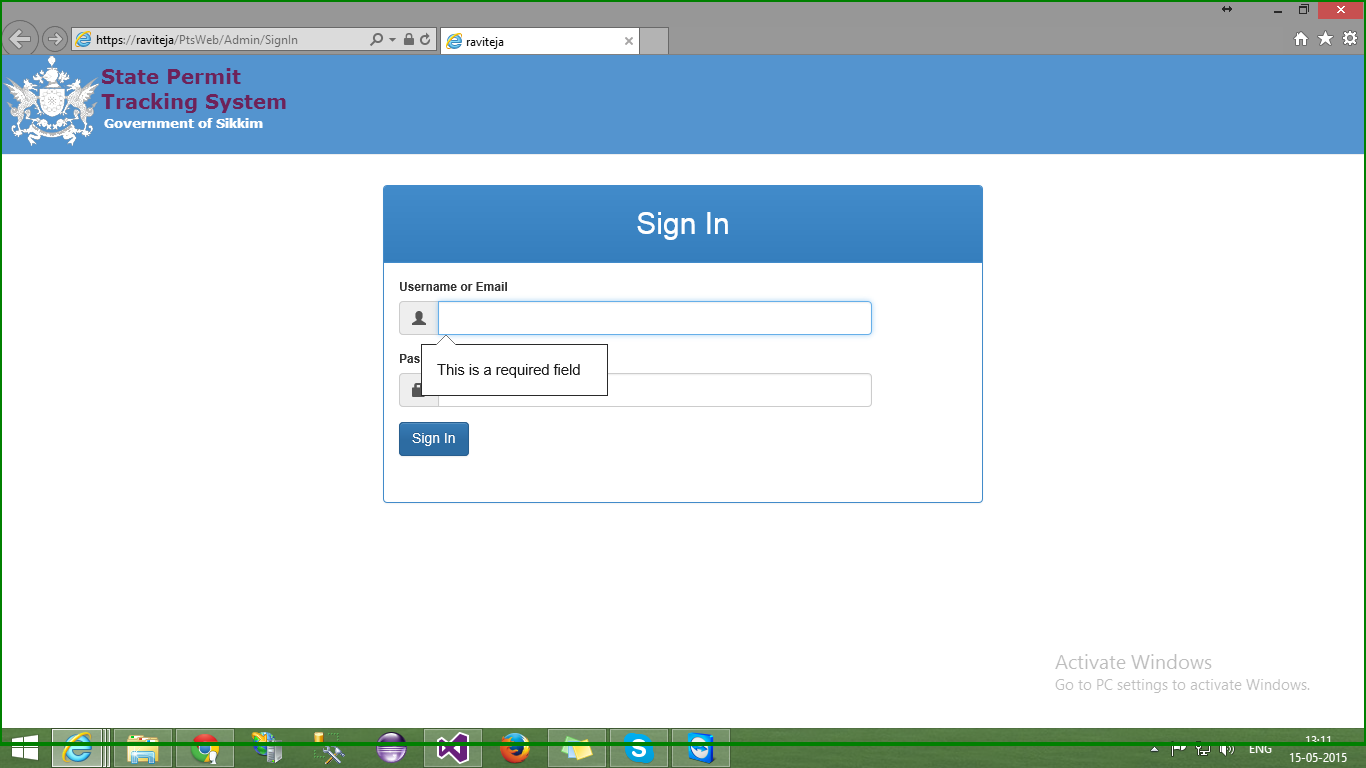 https://raviteja/PtsWeb/Admin/SignIn
raviteja
State Permit
Tracking System
Government of Sikkim
Sign In
Username or Email
This is a required field
Sign In
Activate Windows
Go to PC settings to activate Windows.
ENG
13:11
15-05-2015